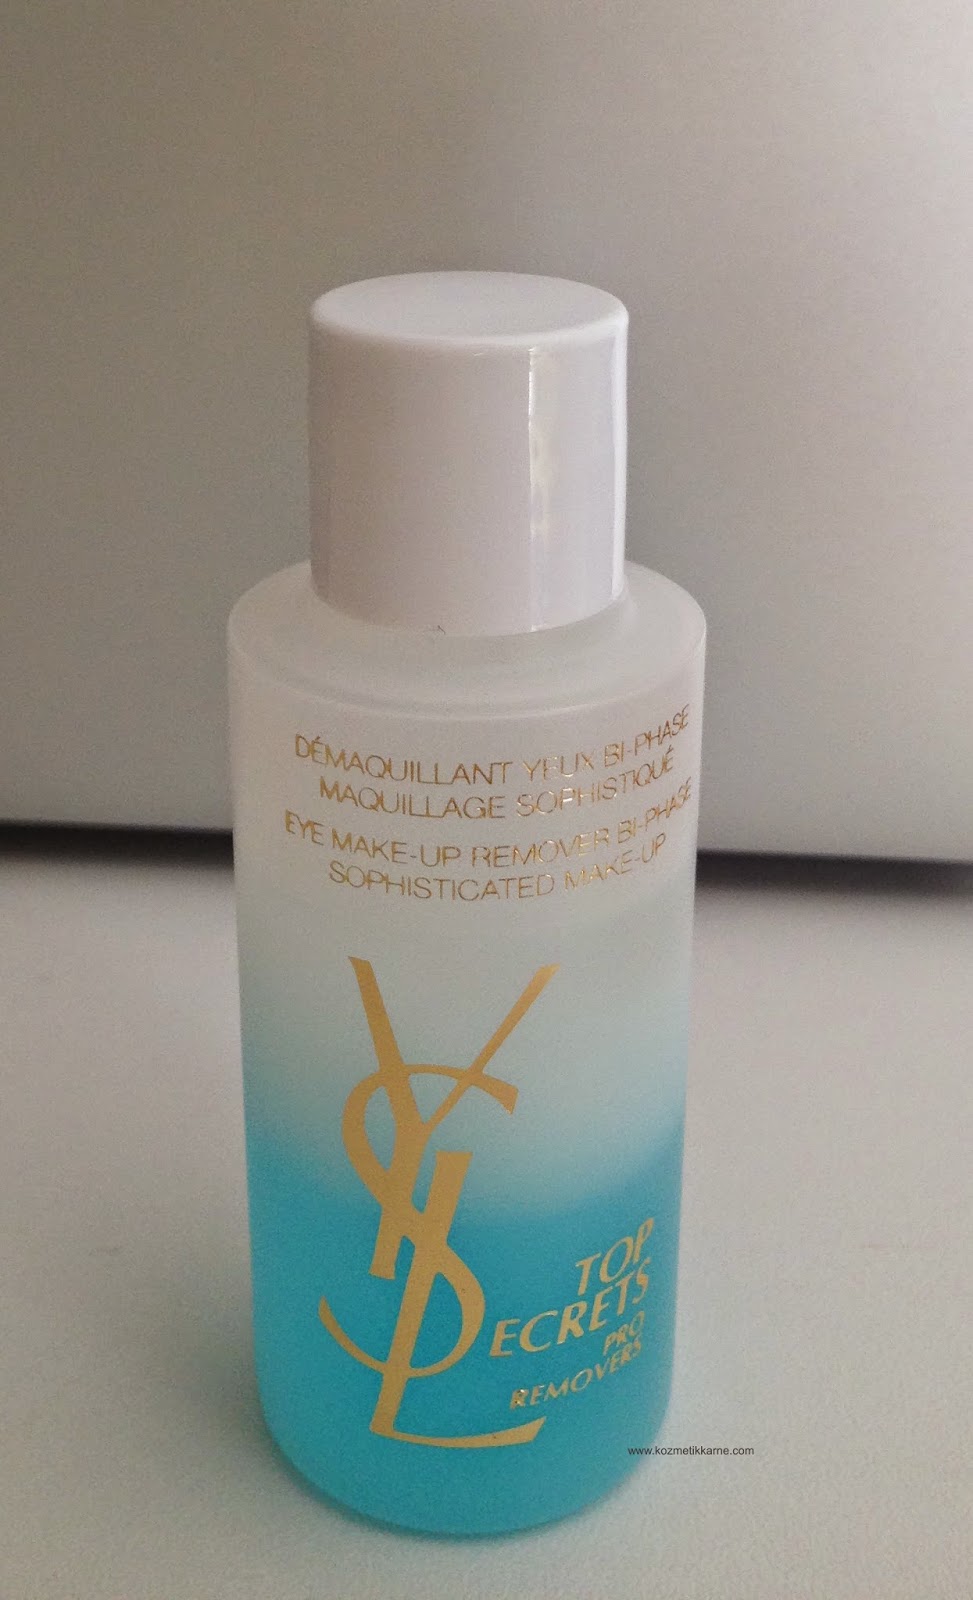 DÉMAQUILLANT YEUX BI-PHASE
MAQUILLAGE SOPHISTIQUÉ
EYE MAKE-UP REMOVER BI-PHASE
SOPHISTICATED MAKE-UP
YSL
TOP
SECRETS
PRO
REMOVERS
www.kozmetikkarne.com